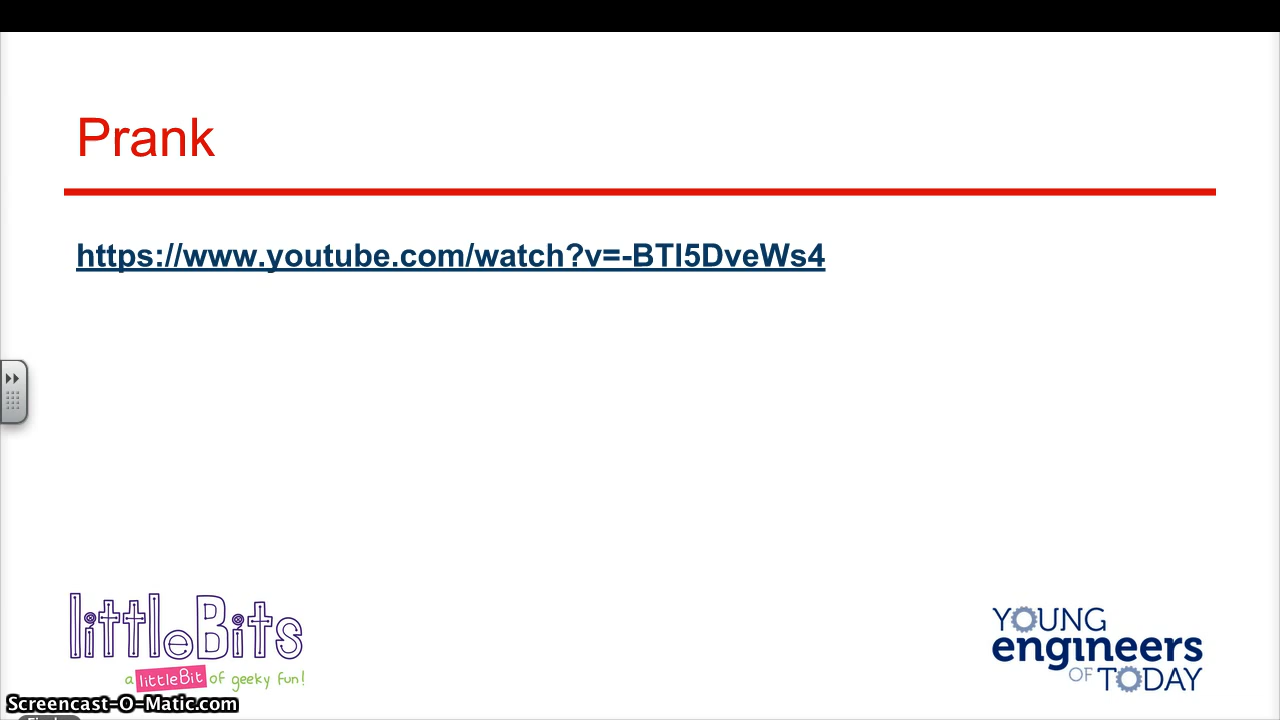 Prank
https://www.youtube.com/watch?v=-BTI5DveWs4
littleBits
a littleBit of geeky fun!
YOUNG
engineers
OF TODAY
Screencast-O-Matic.com